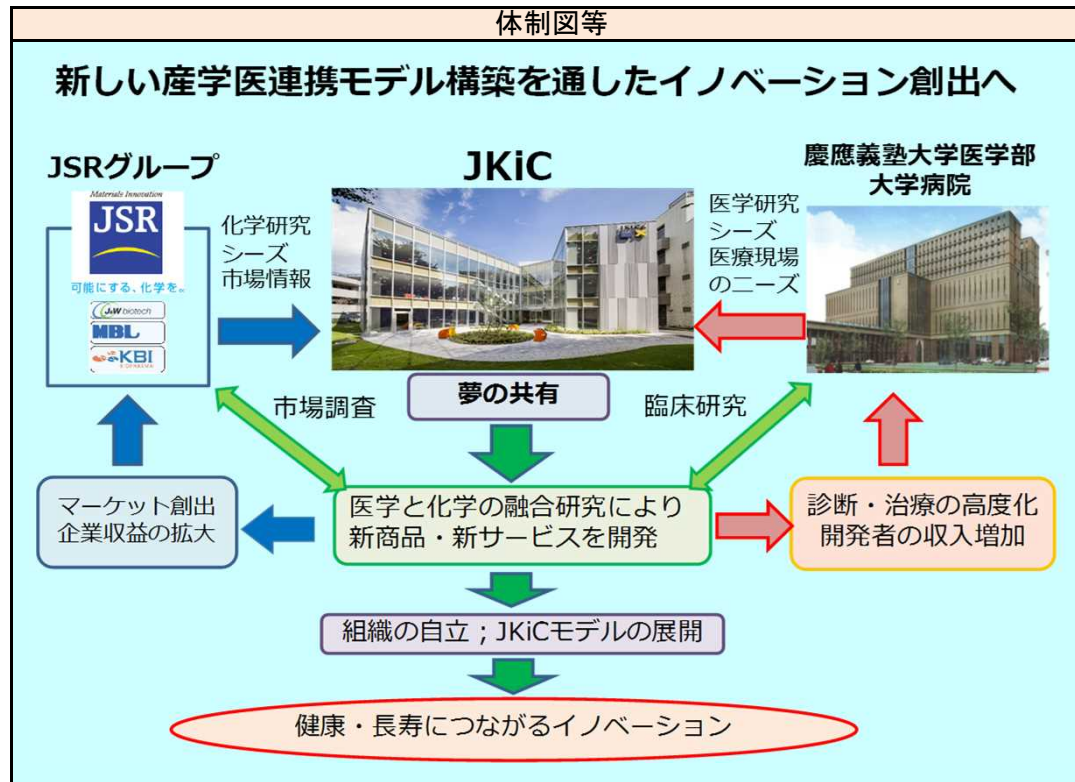 体制図等
新しい産学医連携モデル構築を通したイノベーション創出へ
JSRグループ
Materials Innovation
JSR
可能にする、化学を。
J&W biotech
MBL
KBI
化学研究
シーズ
市場情報
JKiC
医学研究
シーズ
医療現場
のニーズ
慶應義塾大学医学部
大学病院
夢の共有
市場調査
臨床研究
マーケット創出
企業収益の拡大
医学と化学の融合研究により
新商品・新サービスを開発
診断・治療の高度化
開発者の収入増加
組織の自立；JKiCモデルの展開
健康・長寿につながるイノベーション